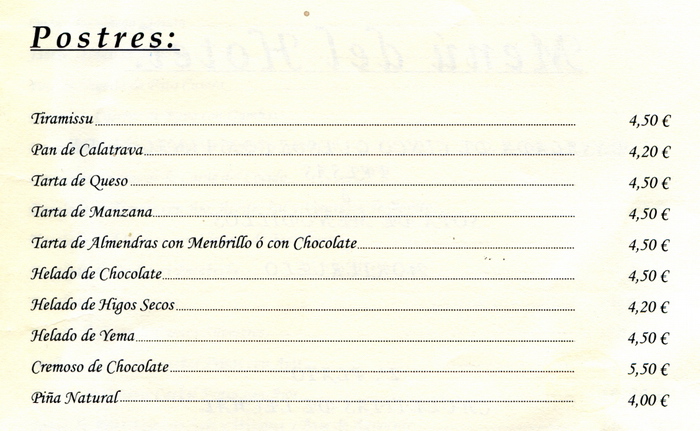 Postres:
Tiramissu 4,50 €
Pan de Calatrava 4,20 €
Tarta de Queso 4,50 €
Tarta de Manzana 4,50 €
Tarta de Almendras con Menbrillo ó con Chocolate 4,50 €
Helado de Chocolate 4,50 €
Helado de Higos Secos 4,20 €
Helado de Yema 4,50 €
Cremoso de Chocolate 5,50 €
Piña Natural 4,00 €